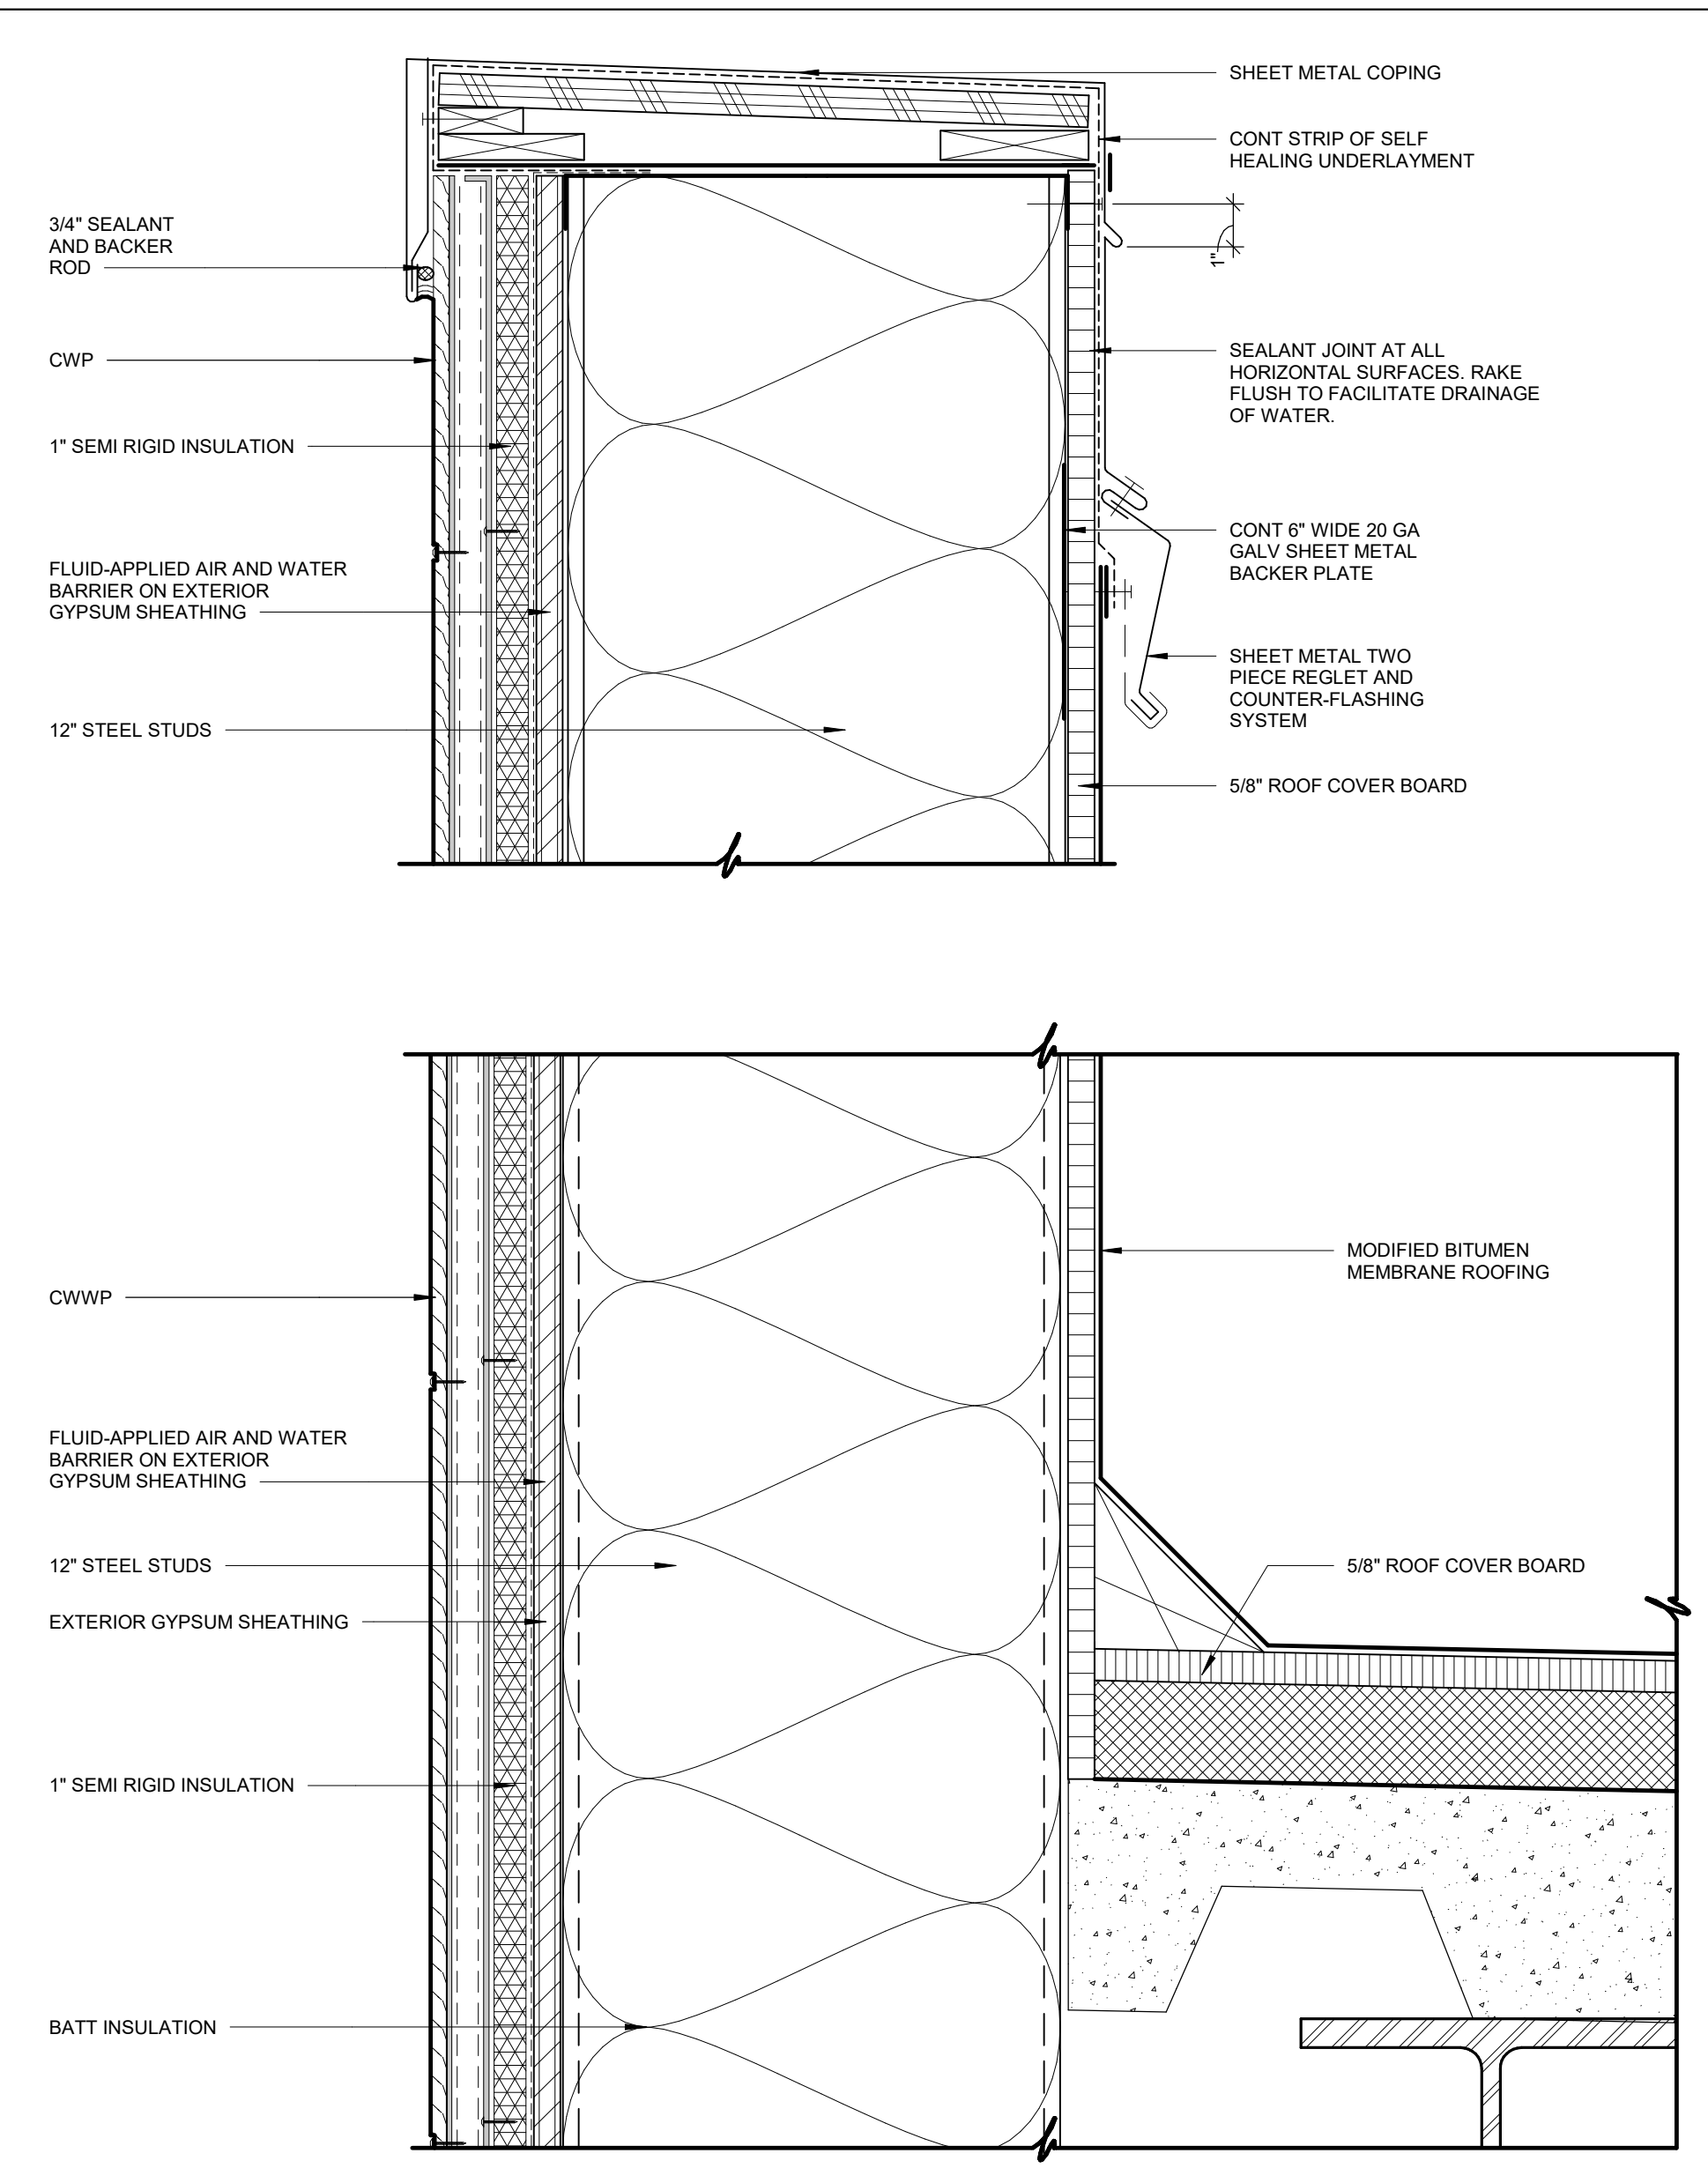 SHEET METAL COPING
CONT STRIP OF SELF
HEALING UNDERLAYMENT
3/4" SEALANT
AND BACKER
ROD
1"
CWP
SEALANT JOINT AT ALL
HORIZONTAL SURFACES. RAKE
FLUSH TO FACILITATE DRAINAGE
OF WATER.
1" SEMI RIGID INSULATION
CONT 6" WIDE 20 GA
GALV SHEET METAL
BACKER PLATE
FLUID-APPLIED AIR AND WATER
BARRIER ON EXTERIOR
GYPSUM SHEATHING
SHEET METAL TWO
PIECE REGLET AND
COUNTER-FLASHING
SYSTEM
12" STEEL STUDS
5/8" ROOF COVER BOARD
MODIFIED BITUMEN
MEMBRANE ROOFING
CWWP
FLUID-APPLIED AIR AND WATER
BARRIER ON EXTERIOR
GYPSUM SHEATHING
12" STEEL STUDS
5/8" ROOF COVER BOARD
EXTERIOR GYPSUM SHEATHING
1" SEMI RIGID INSULATION
BATT INSULATION